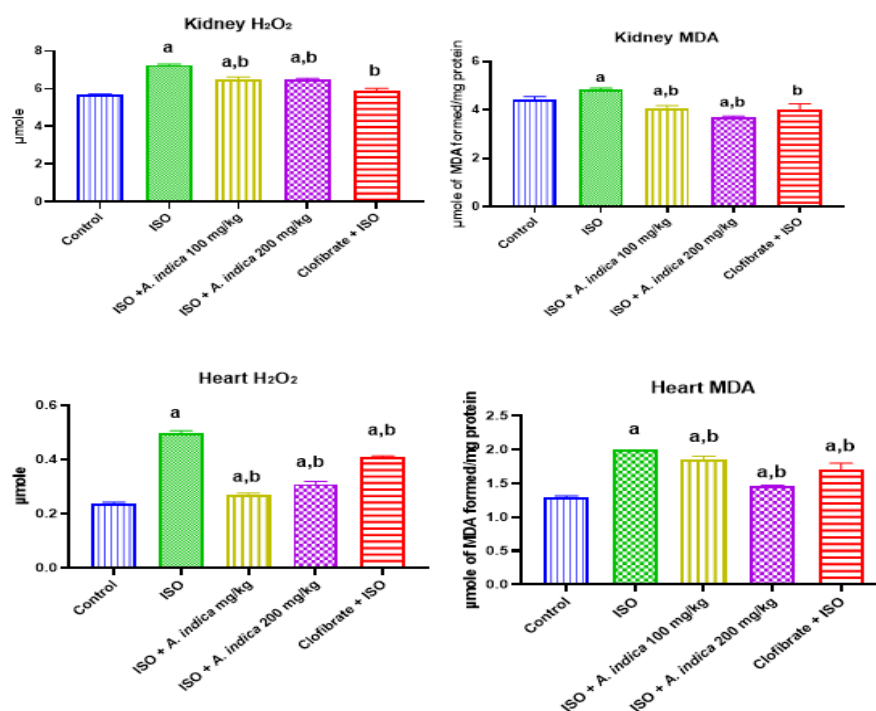 Kidney H₂O₂
µmole
8
6
4
2
0
a
a,b
a,b
b
Control
ISO
ISO +A. indica 100 mg/kg
ISO + A. indica 200 mg/kg
Clofibrate + ISO
Kidney MDA
µmole of MDA formed/mg protein
6
4
2
0
a
a,b
a,b
b
Control
ISO
ISO + A. indica 100 mg/kg
ISO + A. indica 200 mg/kg
Clofibrate + ISO
Heart H₂O₂
µmole
0.6
0.4
0.2
0.0
a
a,b
a,b
a,b
Control
ISO
ISO + A. indica mg/kg
ISO + A. indica 200 mg/kg
Clofibrate + ISO
Heart MDA
µmole of MDA formed/mg protein
2.5
2.0
1.5
1.0
0.5
0.0
a
a,b
a,b
a,b
Control
ISO
ISO + A. indica 100 mg/kg
ISO + A. indica 200 mg/kg
Clofibrate + ISO